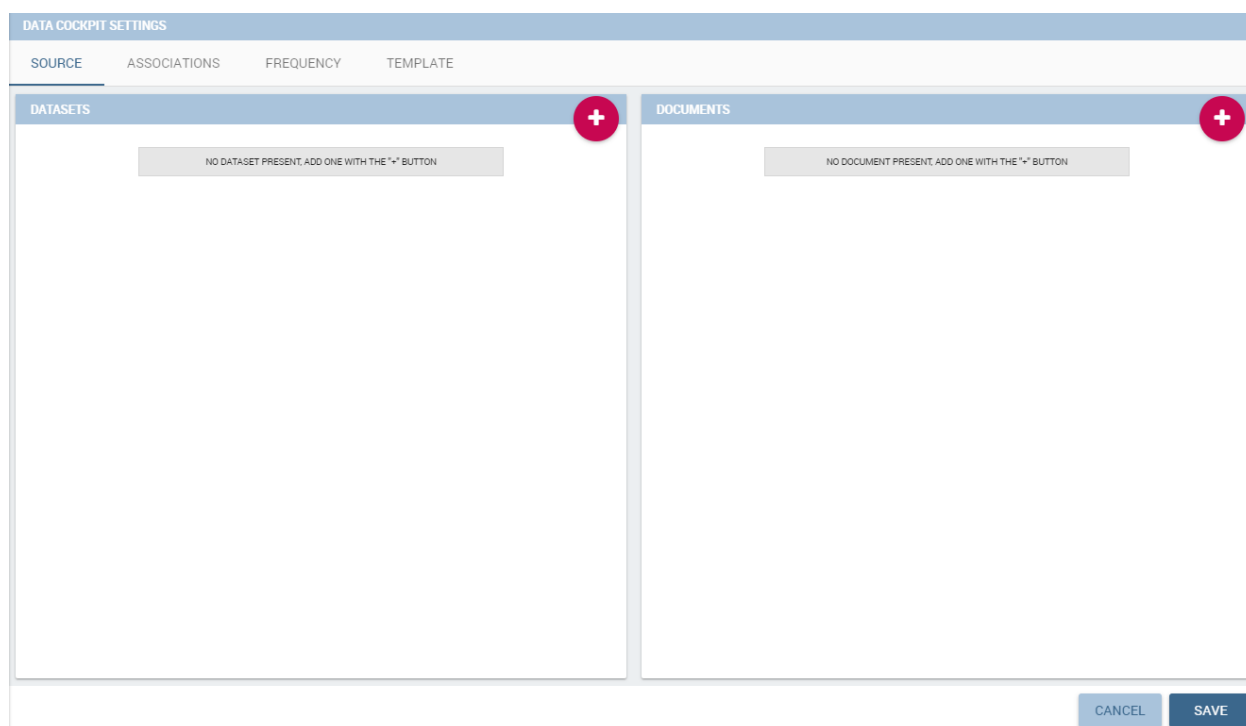 DATA COCKPIT SETTINGS
SOURCE ASSOCIATIONS FREQUENCY TEMPLATE
DATASETS
NO DATASET PRESENT, ADD ONE WITH THE "+" BUTTON
DOCUMENTS
NO DOCUMENT PRESENT, ADD ONE WITH THE "+" BUTTON
CANCEL SAVE